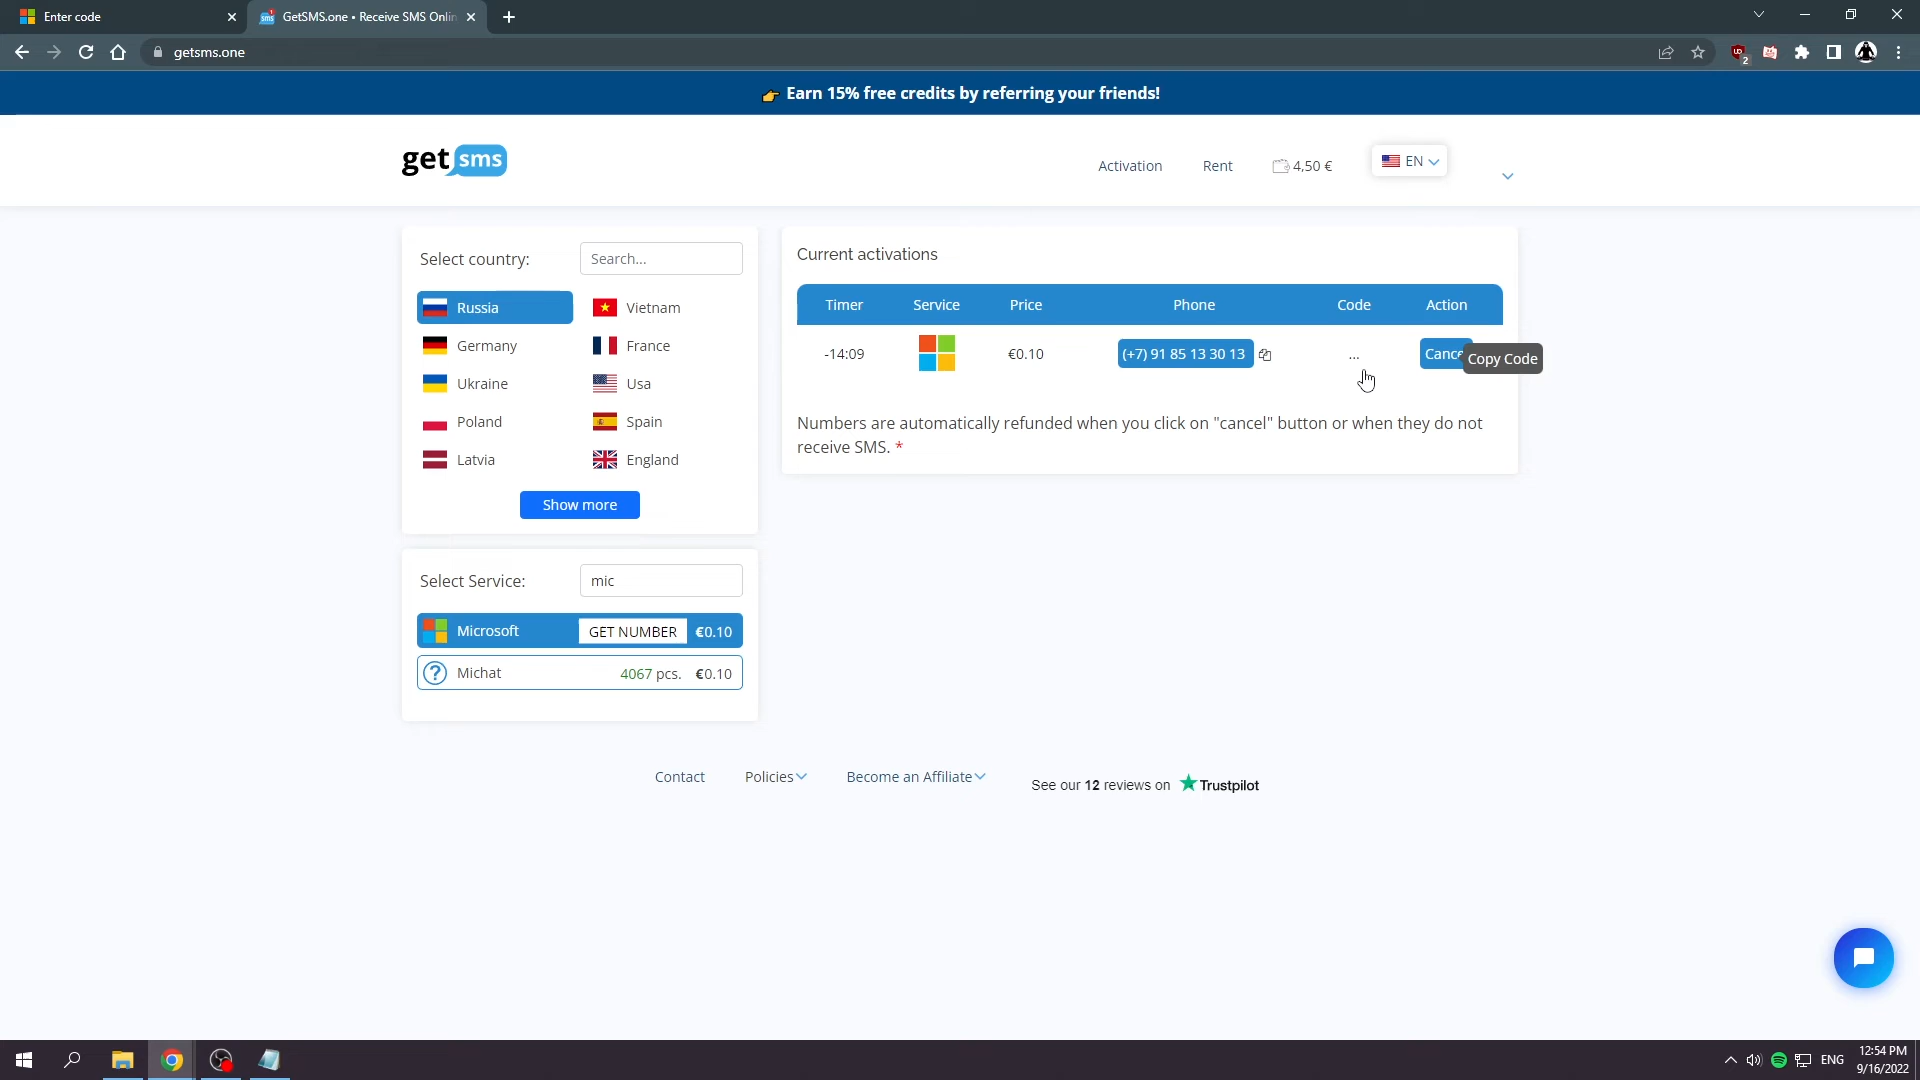 Enter code
GetSMS.one • Receive SMS Onlin
getsms.one
2
👉 Earn 15% free credits by referring your friends!
get sms
Activation
Rent
4,50 €
EN
Select country:
Search...
Russia
Vietnam
Germany
France
Ukraine
Usa
Poland
Spain
Latvia
England
Show more
Select Service:
mic
Microsoft
GET NUMBER
€0.10
Michat
4067 pcs.
€0.10
Current activations
Timer
Service
Price
Phone
Code
Action
-14:09
€0.10
(+7) 91 85 13 30 13
...
Cance
Copy Code
Numbers are automatically refunded when you click on "cancel" button or when they do not
receive SMS. *
Contact
Policies
Become an Affiliate
See our 12 reviews on
Trustpilot
ENG
12:54 PM
9/16/2022